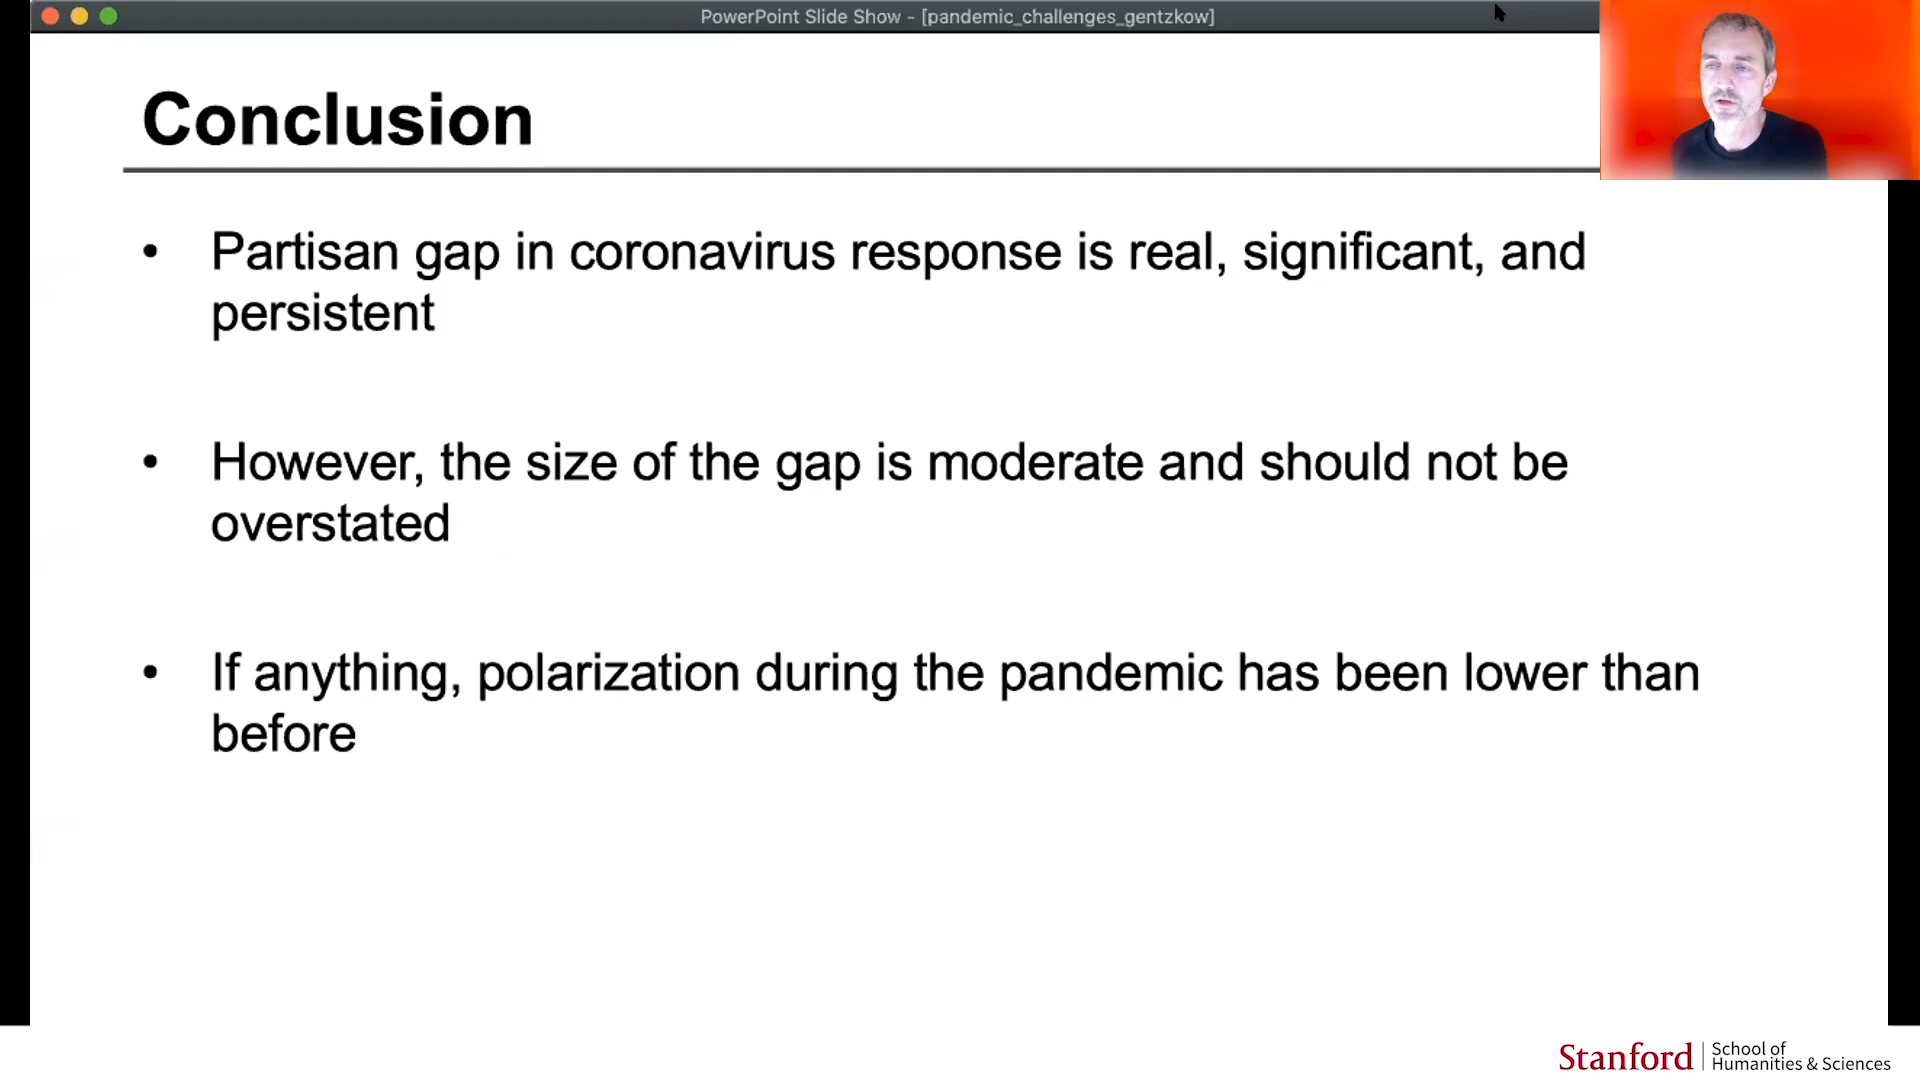 PowerPoint Slide Show - [pandemic_challenges_gentzkow]
Conclusion
• Partisan gap in coronavirus response is real, significant, and
persistent
• However, the size of the gap is moderate and should not be
overstated
• If anything, polarization during the pandemic has been lower than
before
Stanford | School of
Humanities & Sciences